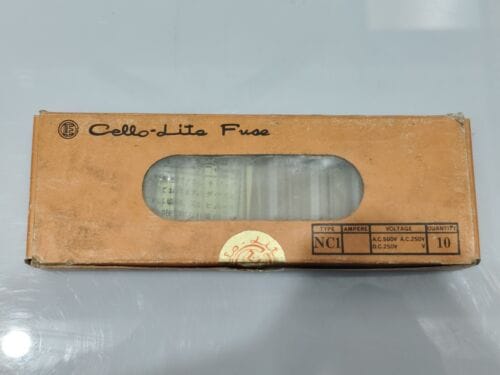 Cello-Lite Fuse
TYPE AMPERE VOLTAGE QUANTITY
NC1 A.C.500V A.C.250V 10
D.C.250V V